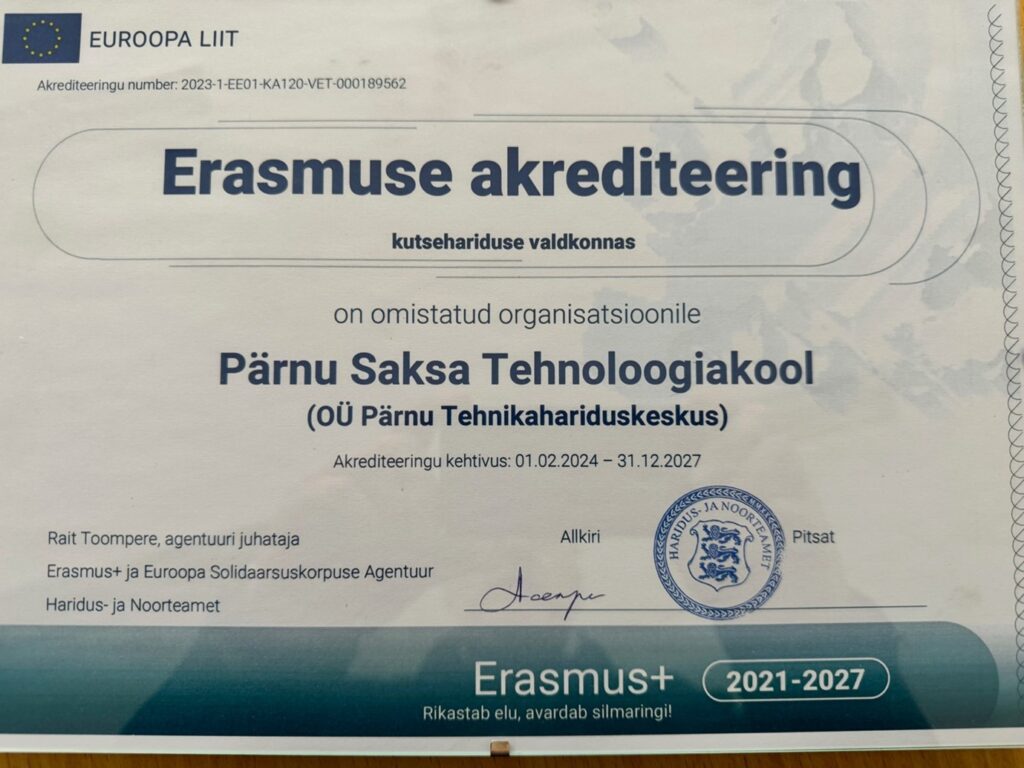 EUROOPA LIIT
Akrediteeringu number: 2023-1-EE01-KA120-VET-000189562
Erasmuse akrediteering
kutsehariduse valdkonnas
on omistatud organisatsioonile
Pärnu Saksa Tehnoloogiakool
(OÜ Pärnu Tehnikahariduskeskus)
Akrediteeringu kehtivus: 01.02.2024 – 31.12.2027
Rait Toompere, agentuuri juhataja
Erasmus+ ja Euroopa Solidaarsuskorpuse Agentuur
Haridus- ja Noorteamet
Allkiri
HARIDUS- JA NOORTEAMET
Pitsat
Erasmus+ 2021-2027
Rikastab elu, avardab silmaringi!